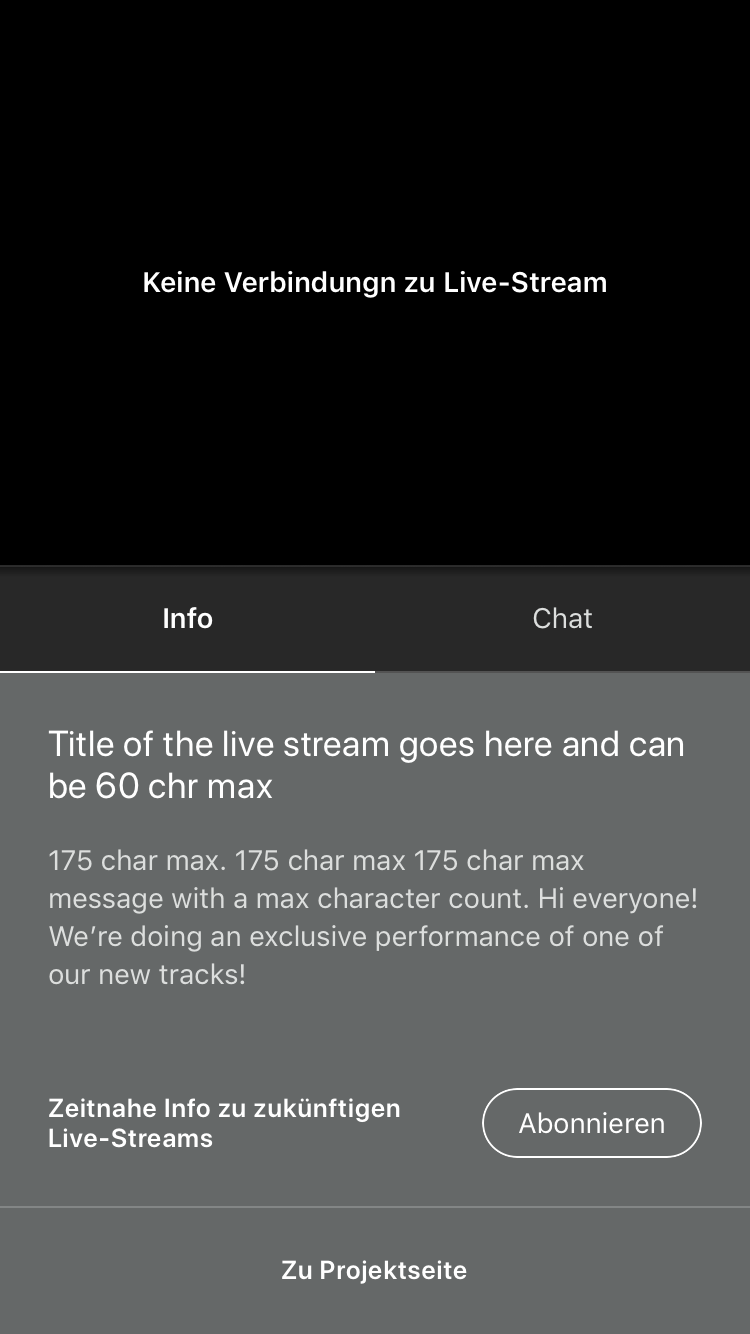 Keine Verbindungn zu Live-Stream
Info
Chat
Title of the live stream goes here and can
be 60 chr max
175 char max. 175 char max 175 char max
message with a max character count. Hi everyone!
We’re doing an exclusive performance of one of
our new tracks!
Zeitnahe Info zu zukünftigen
Live-Streams
Abonnieren
Zu Projektseite